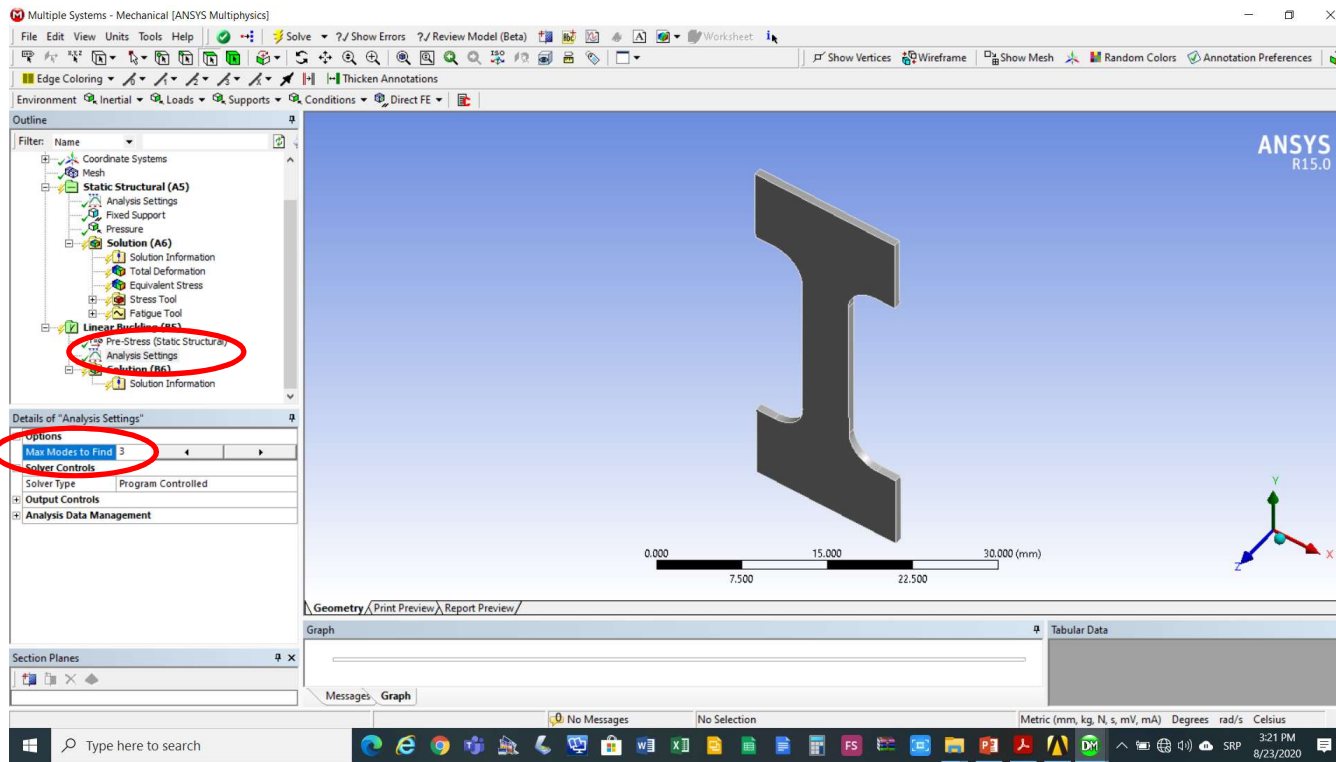 Multiple Systems - Mechanical [ANSYS Multiphysics]
File Edit View Units Tools Help Solve ?/ Show Errors ?/ Review Model (Beta) Worksheet
Show Vertices Wireframe Show Mesh Random Colors Annotation Preferences
Edge Coloring Thicken Annotations
Environment Inertial Loads Supports Conditions Direct FE
Outline
Filter: Name
Coordinate Systems
Mesh
Static Structural (A5)
Analysis Settings
Fixed Support
Pressure
Solution (A6)
Solution Information
Total Deformation
Equivalent Stress
Stress Tool
Fatigue Tool
Linear Buckling (B5)
Pre-Stress (Static Structural)
Analysis Settings
Solution (B6)
Solution Information
Details of "Analysis Settings"
Options
Max Modes to Find 3
Solver Controls
Solver Type Program Controlled
Output Controls
Analysis Data Management
Section Planes
ANSYS
R15.0
Y
X
Z
0.000 15.000 30.000 (mm)
7.500 22.500
Geometry Print Preview Report Preview
Graph
Tabular Data
Messages Graph
0 No Messages No Selection Metric (mm, kg, N, s, mV, mA) Degrees rad/s Celsius
Type here to search
SRP
3:21 PM
8/23/2020